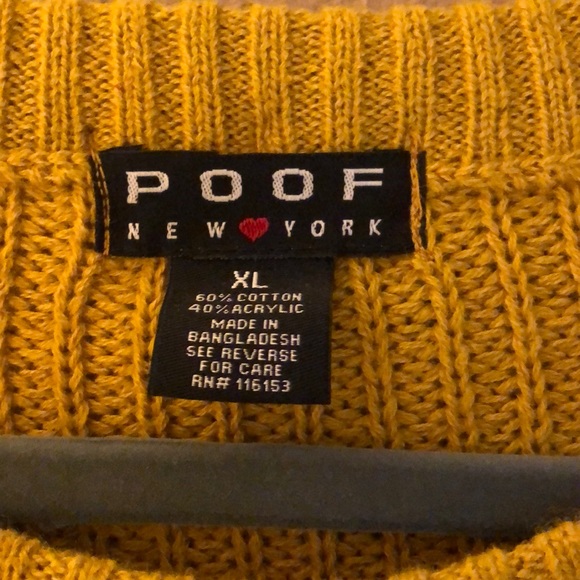 POOF
NEW YORK
XL
60% COTTON
40% ACRYLIC
MADE IN
BANGLADESH
SEE REVERSE
FOR CARE
RN# 116153